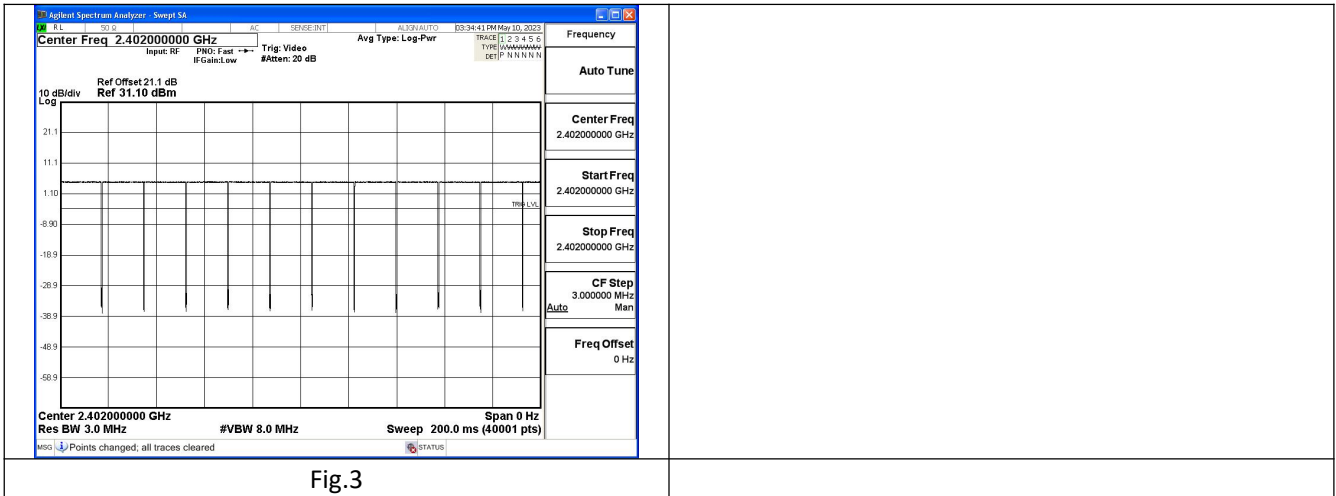 Agilent Spectrum Analyzer - Swept SA
RL 50 Ω AC SENSE:INT ALIGN AUTO 03:34:41 PM May 10, 2023
Center Freq 2.402000000 GHz
Input: RF PNO: Fast Trig: Video
IFGain:Low #Atten: 20 dB
Avg Type: Log-Pwr
TRACE 1 2 3 4 5 6
TYPE
DET P N N N N N
Ref Offset 21.1 dB
10 dB/div Ref 31.10 dBm
Log
21.1
11.1
1.10
TRIG LVL
-8.90
-18.9
-28.9
-38.9
-48.9
-58.9
Center 2.402000000 GHz Span 0 Hz
Res BW 3.0 MHz #VBW 8.0 MHz Sweep 200.0 ms (40001 pts)
MSG Points changed; all traces cleared STATUS
Frequency
Auto Tune
Center Freq
2.402000000 GHz
Start Freq
2.402000000 GHz
Stop Freq
2.402000000 GHz
CF Step
3.000000 MHz
Auto Man
Freq Offset
0 Hz
Fig.3